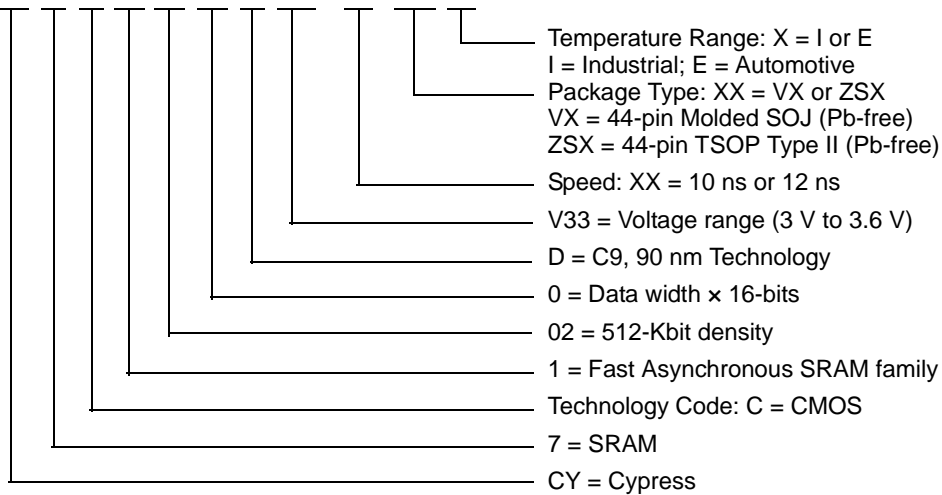 Temperature Range: X = I or E
I = Industrial; E = Automotive
Package Type: XX = VX or ZSX
VX = 44-pin Molded SOJ (Pb-free)
ZSX = 44-pin TSOP Type II (Pb-free)
Speed: XX = 10 ns or 12 ns
V33 = Voltage range (3 V to 3.6 V)
D = C9, 90 nm Technology
0 = Data width × 16-bits
02 = 512-Kbit density
1 = Fast Asynchronous SRAM family
Technology Code: C = CMOS
7 = SRAM
CY = Cypress